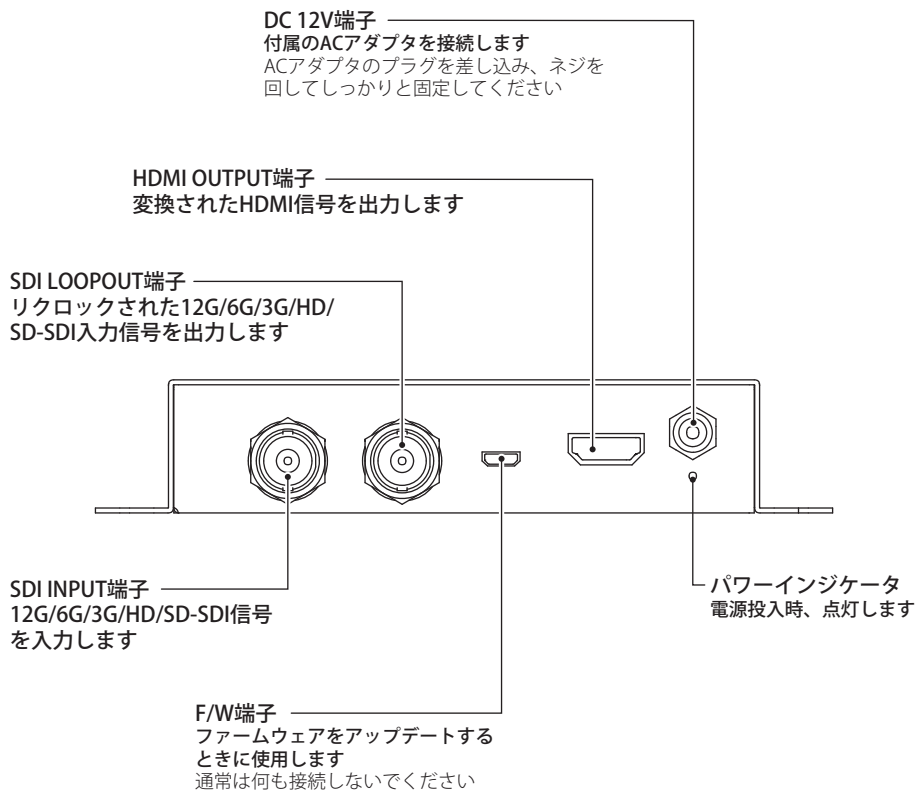 DC 12V端子
付属のACアダプタを接続します
ACアダプタのプラグを差し込み、ネジを
回してしっかりと固定してください
HDMI OUTPUT端子
変換されたHDMI信号を出力します
SDI LOOPOUT端子
リクロックされた12G/6G/3G/HD/
SD-SDI入力信号を出力します
SDI INPUT端子
12G/6G/3G/HD/SD-SDI信号
を入力します
パワーインジケータ
電源投入時、点灯します
F/W端子
ファームウェアをアップデートする
ときに使用します
通常は何も接続しないでください